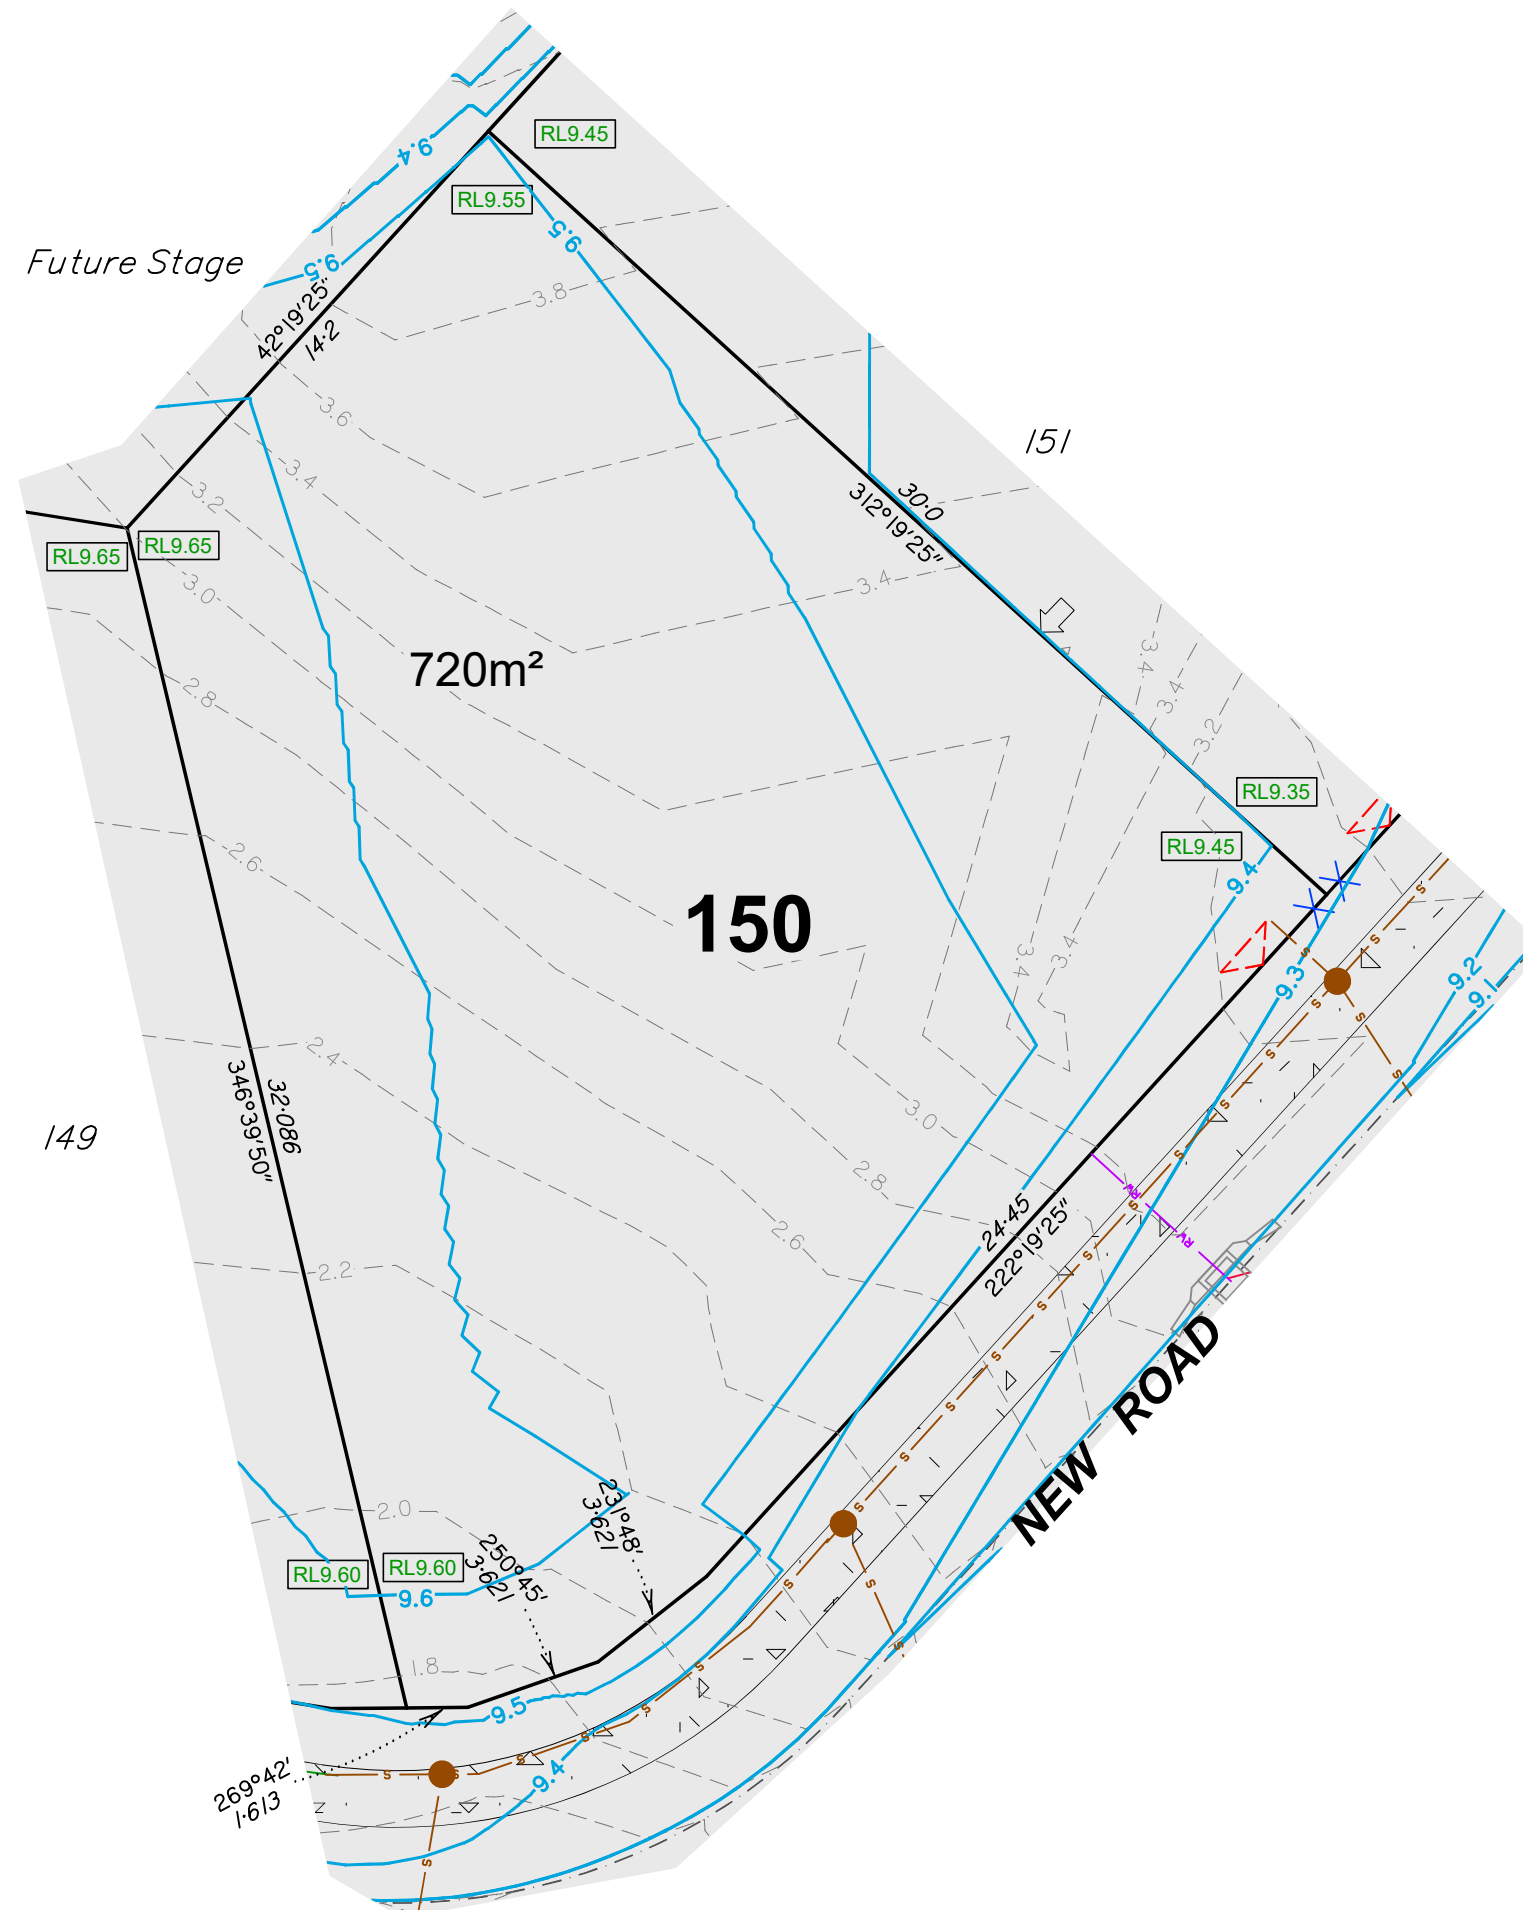 RL9.45
9.4
RL9.55
9.5
Future Stage
9.5
3.8
42°19'25"
14·2
3.6
151
3.4
3.2
30·0
312°19'25"
RL9.65
RL9.65
3.0
3.4
720m²
3.4
3.4
2.8
3.2
RL9.35
RL9.45
2.6
9.4
S
150
S
3.4
3.4
S
9.3
9.2
9.1
S
S
2.4
S
S
S
3.0
346°39'50"
32·086
149
S
2.8
RW
S
24·45
222°19'25"
2.6
RW
S
2.2
S
S
NEW ROAD
S
S
S
2.0
231°48'
3·621
250°45'
3·621
RL9.60
RL9.60
S
S
9.6
S
1.8
S
9.5
S
S
S
S
S
9.4
269°42'
1·613
S